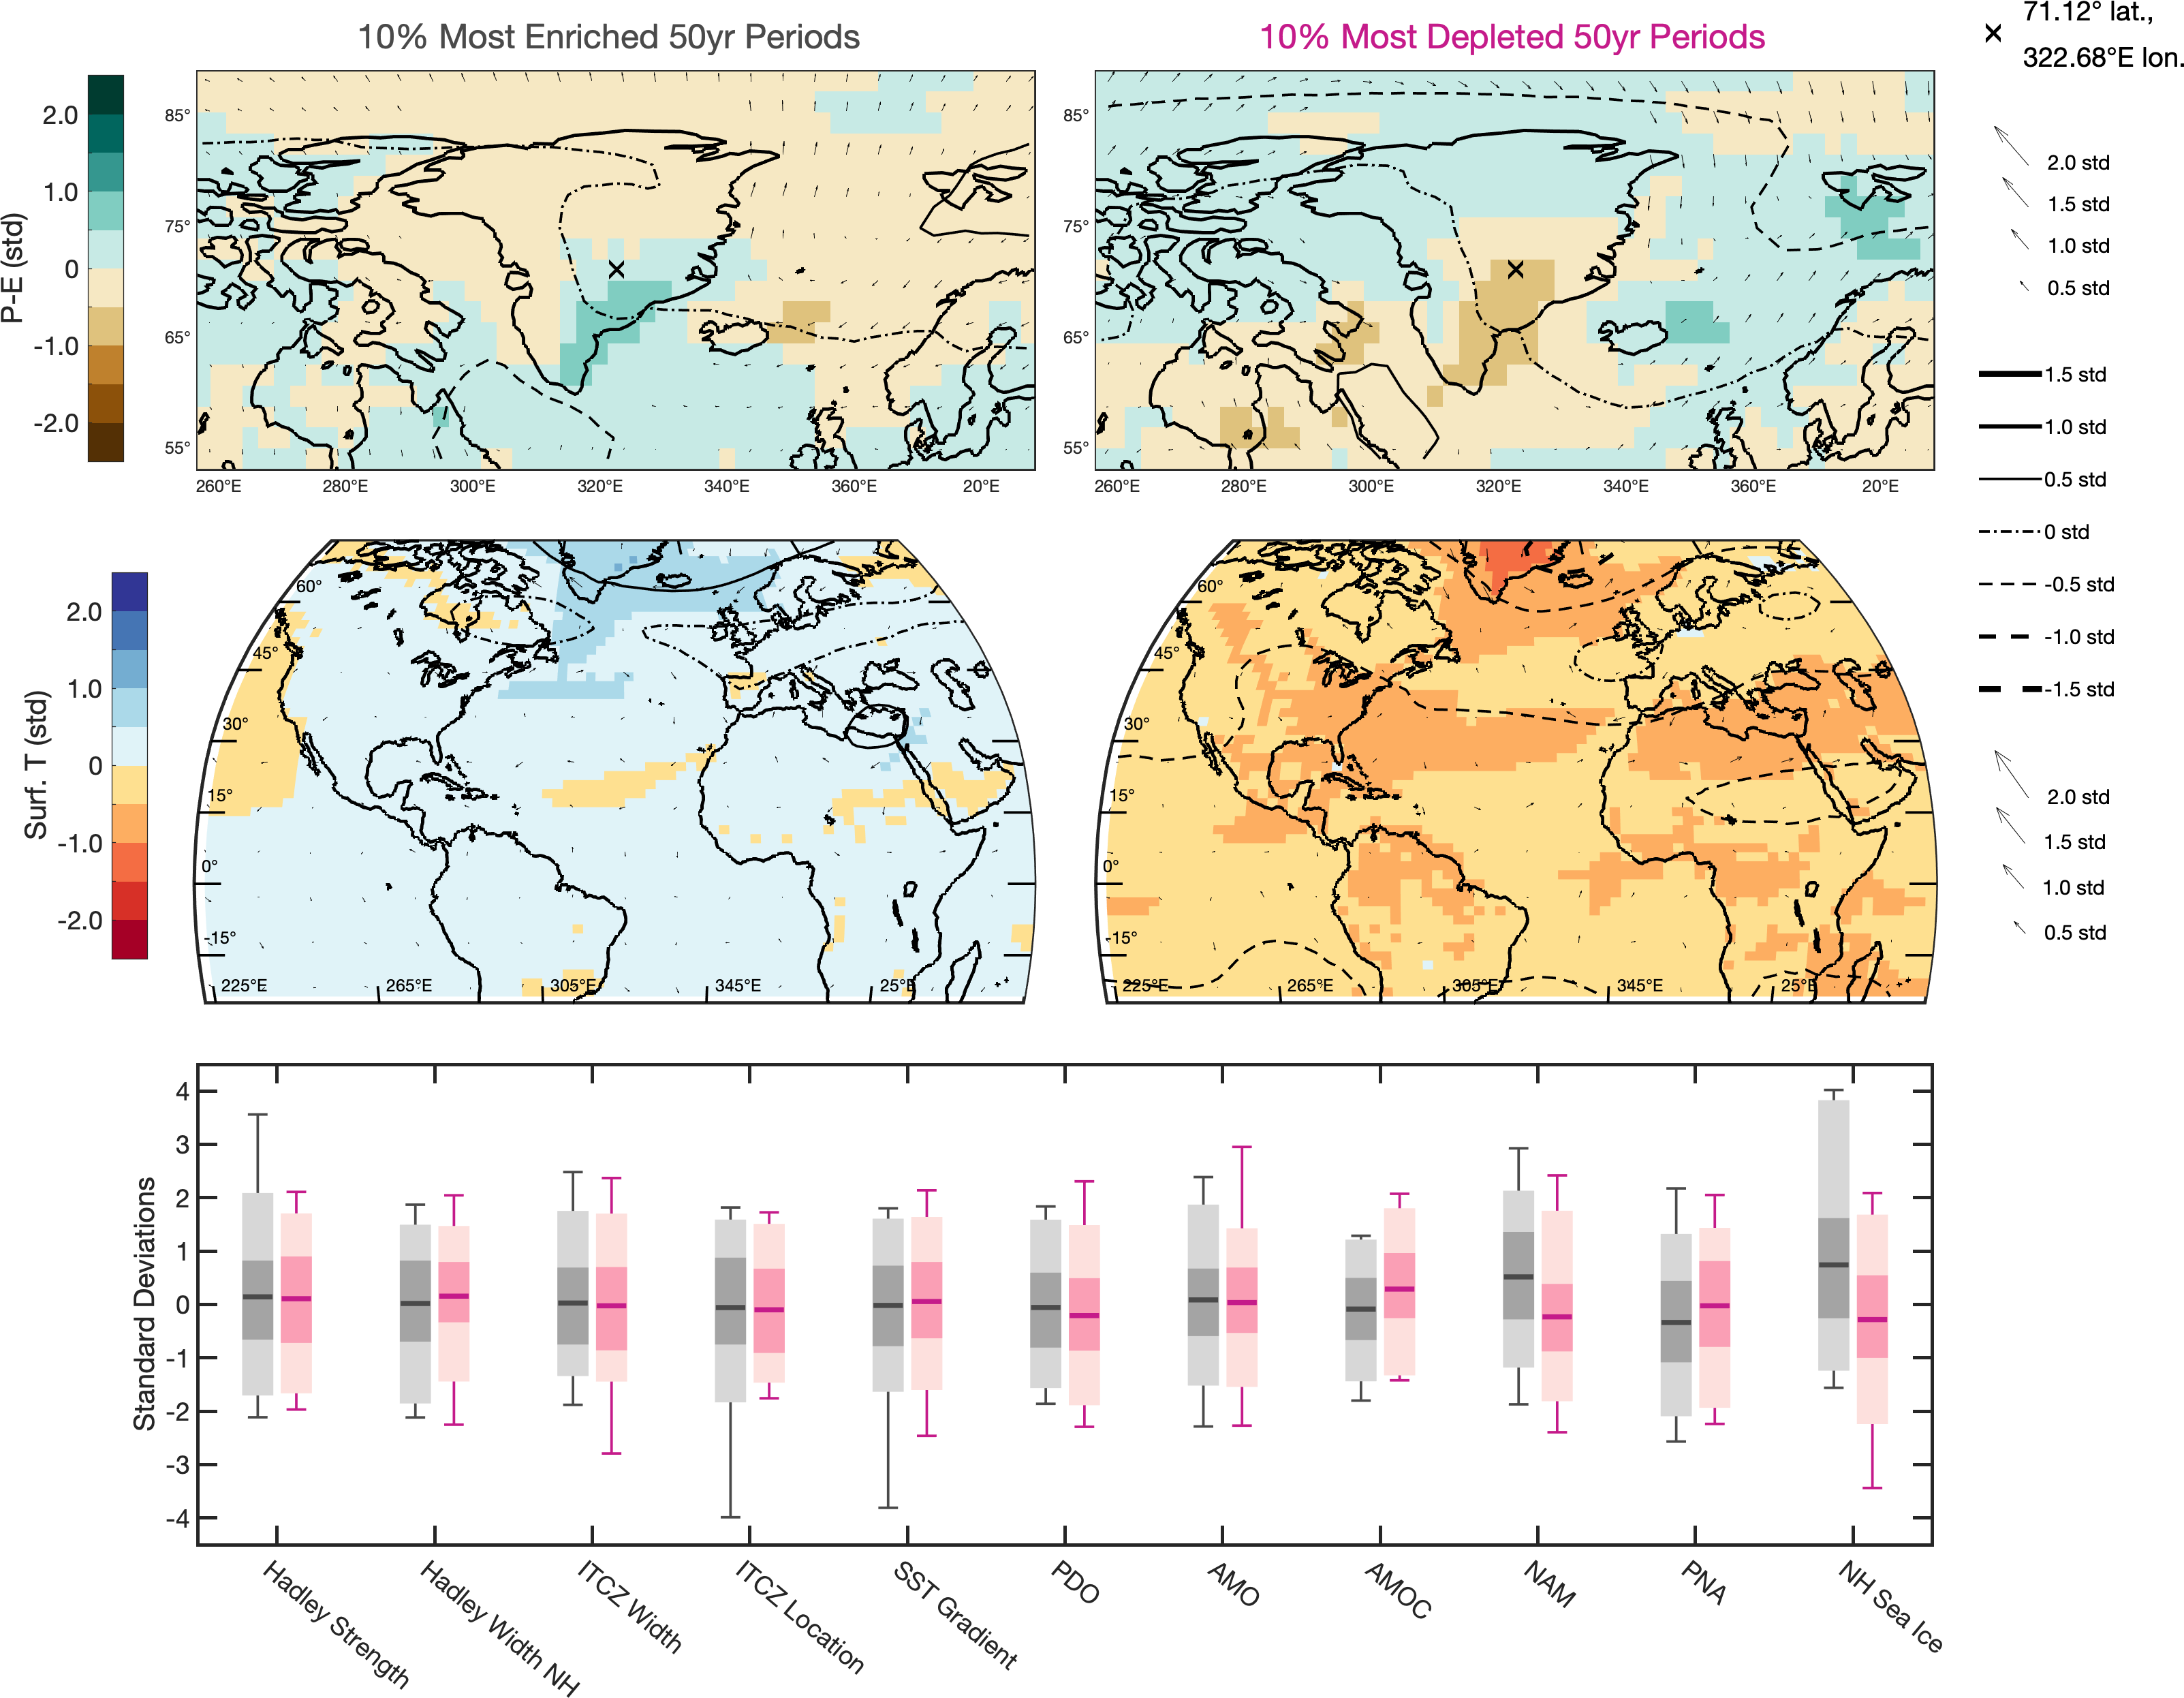 10% Most Enriched 50yr Periods
10% Most Depleted 50yr Periods
71.12° lat.,
322.68°E lon.
P-E (std)
2.0
1.0
0
-1.0
-2.0
85°
75°
65°
55°
260°E
280°E
300°E
320°E
340°E
360°E
20°E
85°
75°
65°
55°
260°E
280°E
300°E
320°E
340°E
360°E
20°E
2.0 std
1.5 std
1.0 std
0.5 std
1.5 std
1.0 std
0.5 std
0 std
-0.5 std
-1.0 std
-1.5 std
Surf. T (std)
2.0
1.0
0
-1.0
-2.0
60°
45°
30°
15°
0°
-15°
225°E
265°E
305°E
345°E
25°E
60°
45°
30°
15°
0°
-15°
225°E
265°E
305°E
345°E
25°E
2.0 std
1.5 std
1.0 std
0.5 std
Standard Deviations
4
3
2
1
0
-1
-2
-3
-4
Hadley Strength
Hadley Width NH
ITCZ Width
ITCZ Location
SST Gradient
PDO
AMO
AMOC
NAM
PNA
NH Sea Ice